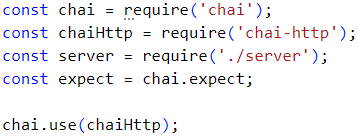 const chai = require('chai');
const chaiHttp = require('chai-http');
const server = require('./server');
const expect = chai.expect;
chai.use(chaiHttp);